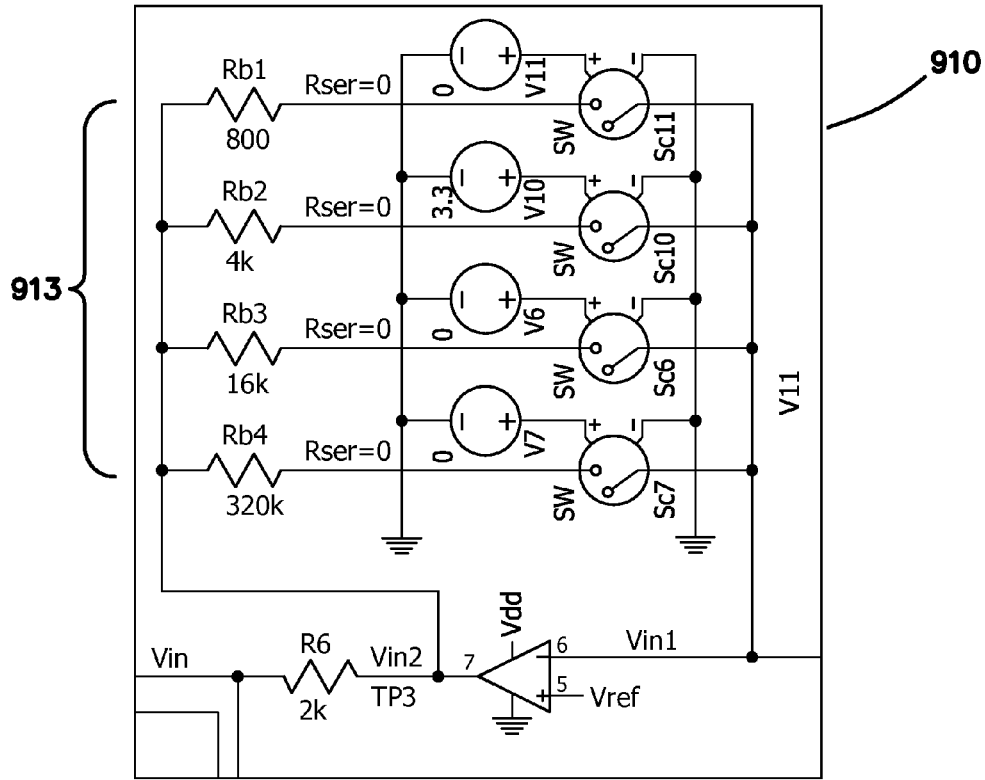 910
913
Rb1
800
Rser=0
0
V11
+
SW
Sc11
Rb2
4k
Rser=0
3.3
V10
+
SW
Sc10
Rb3
16k
Rser=0
0
V6
+
SW
Sc6
Rb4
320k
Rser=0
0
V7
+
SW
Sc7
V11
Vin
R6
2k
Vin2
TP3
7
Vdd
6
Vin1
5
Vref